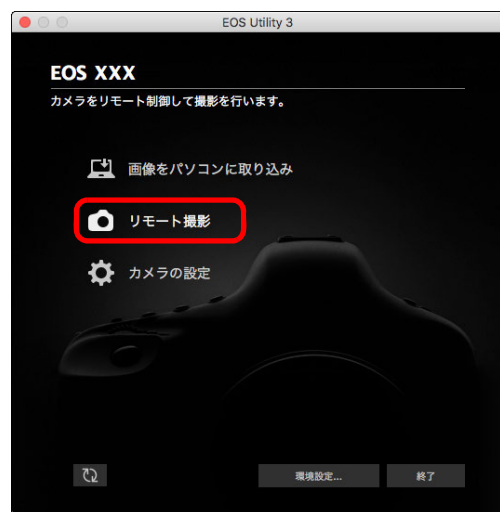 EOS Utility 3
EOS XXX
カメラをリモート制御して撮影を行います。
画像をパソコンに取り込み
リモート撮影
カメラの設定
環境設定...
終了